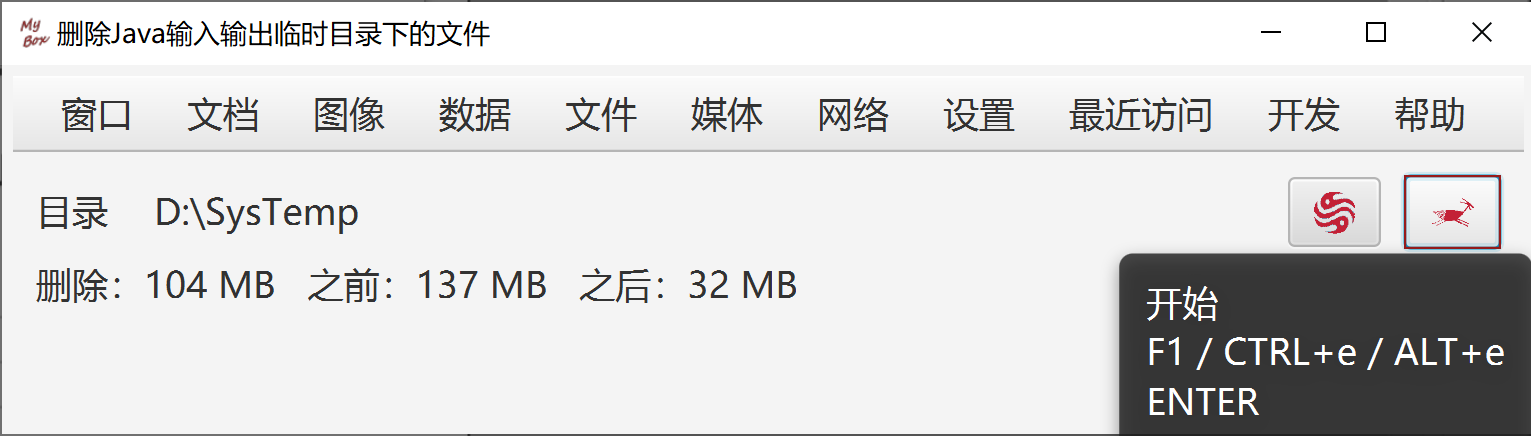 My
Box
删除Java输入输出临时目录下的文件
窗口 文档 图像 数据 文件 媒体 网络 设置 最近访问 开发 帮助
目录 D:\SysTemp
删除：104 MB 之前：137 MB 之后：32 MB
开始
F1 / CTRL+e / ALT+e
ENTER